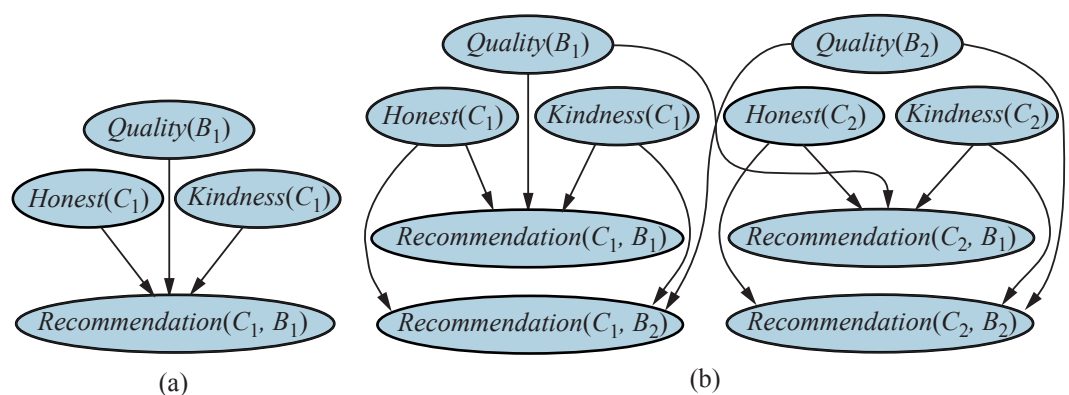 Quality(B1)
Honest(C1)
Kindness(C1)
Recommendation(C1, B1)
(a)
Quality(B1)
Quality(B2)
Honest(C1)
Kindness(C1)
Honest(C2)
Kindness(C2)
Recommendation(C1, B1)
Recommendation(C2, B1)
Recommendation(C1, B2)
Recommendation(C2, B2)
(b)